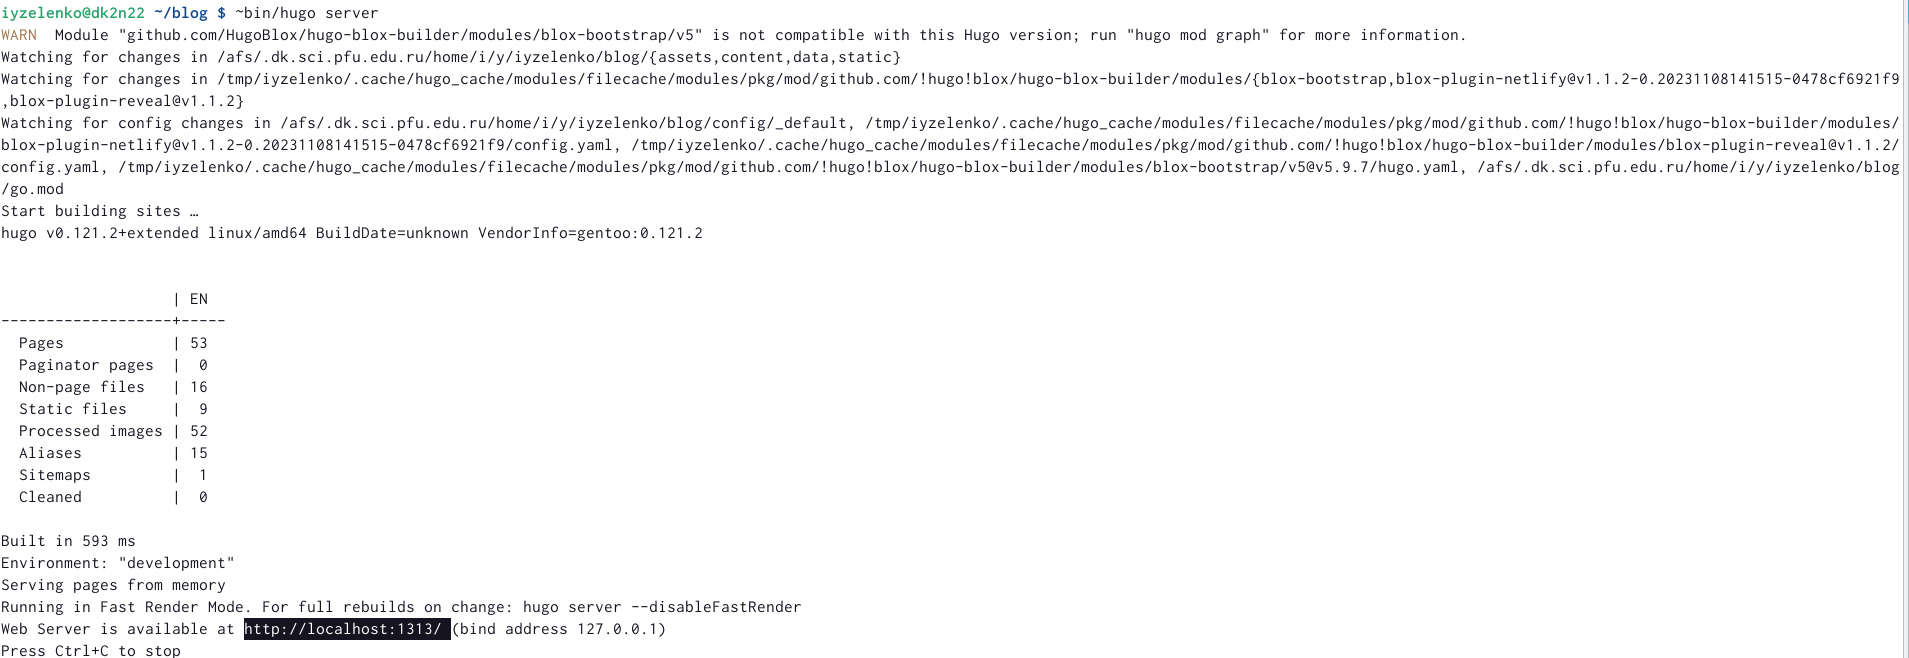 iyzelenko@dk2n22 ~/blog $ ~bin/hugo server
WARN  Module "github.com/HugoBlox/hugo-blox-builder/modules/blox-bootstrap/v5" is not compatible with this Hugo version; run "hugo mod graph" for more information.
Watching for changes in /afs/.dk.sci.pfu.edu.ru/home/i/y/iyzelenko/blog/{assets,content,data,static}
Watching for changes in /tmp/iyzelenko/.cache/hugo_cache/modules/filecache/modules/pkg/mod/github.com/!hugo!blox/hugo-blox-builder/modules/{blox-bootstrap,blox-plugin-netlify@v1.1.2-0.20231108141515-0478cf6921f9
,blox-plugin-reveal@v1.1.2}
Watching for config changes in /afs/.dk.sci.pfu.edu.ru/home/i/y/iyzelenko/blog/config/_default, /tmp/iyzelenko/.cache/hugo_cache/modules/filecache/modules/pkg/mod/github.com/!hugo!blox/hugo-blox-builder/modules/
blox-plugin-netlify@v1.1.2-0.20231108141515-0478cf6921f9/config.yaml, /tmp/iyzelenko/.cache/hugo_cache/modules/filecache/modules/pkg/mod/github.com/!hugo!blox/hugo-blox-builder/modules/blox-plugin-reveal@v1.1.2/
config.yaml, /tmp/iyzelenko/.cache/hugo_cache/modules/filecache/modules/pkg/mod/github.com/!hugo!blox/hugo-blox-builder/modules/blox-bootstrap/v5@v5.9.7/hugo.yaml, /afs/.dk.sci.pfu.edu.ru/home/i/y/iyzelenko/blog
/go.mod
Start building sites …
hugo v0.121.2+extended linux/amd64 BuildDate=unknown VendorInfo=gentoo:0.121.2
                   | EN
-------------------+-----
  Pages            | 53
  Paginator pages  |  0
  Non-page files   | 16
  Static files     |  9
  Processed images | 52
  Aliases          | 15
  Sitemaps         |  1
  Cleaned          |  0
Built in 593 ms
Environment: "development"
Serving pages from memory
Running in Fast Render Mode. For full rebuilds on change: hugo server --disableFastRender
Web Server is available at http://localhost:1313/ (bind address 127.0.0.1)
Press Ctrl+C to stop